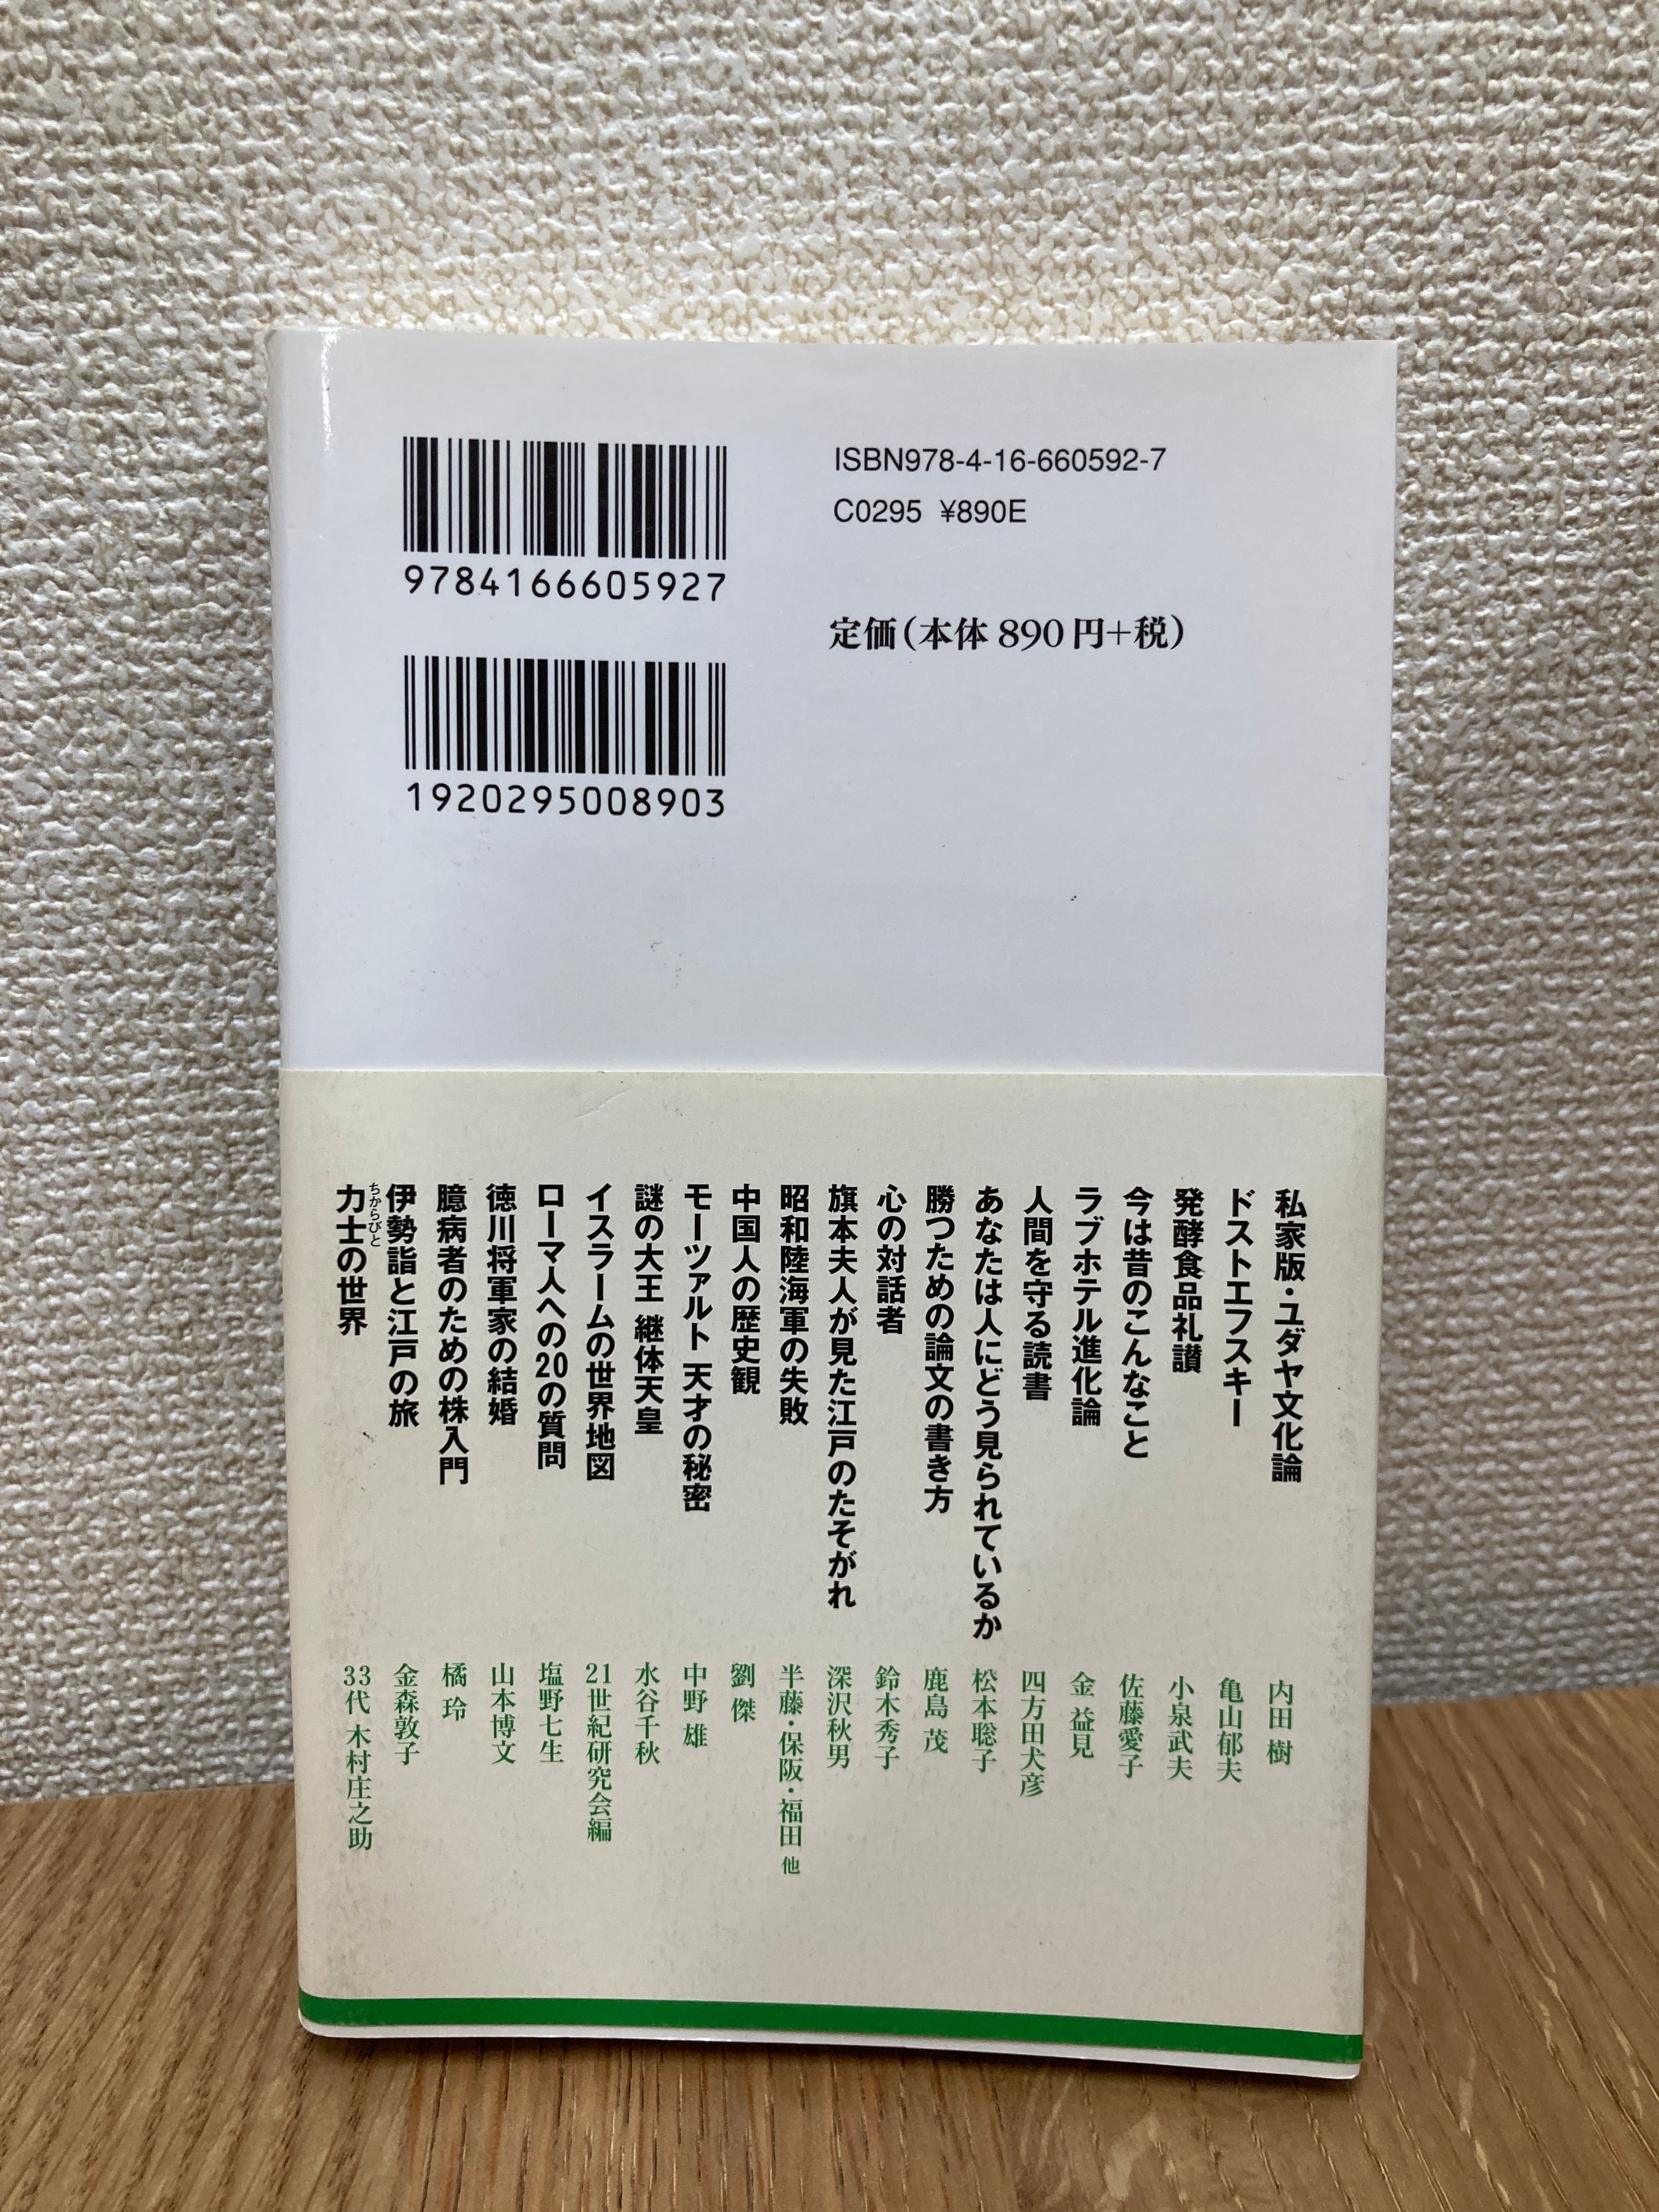 9784166605927
1920295008903
ISBN978-4-16-660592-7
C0295 ¥890E
定価(本体890円+税)
私家版・ユダヤ文化論 内田 樹
ドストエフスキー 亀山郁夫
発酵食品礼讃 小泉武夫
今は昔のこんなこと 佐藤愛子
ラブホテル進化論 金 益見
人間を守る読書 四方田犬彦
あなたは人にどう見られているか 松本聡子
勝つための論文の書き方 鹿島 茂
心の対話者 鈴木秀子
旗本夫人が見た江戸のたそがれ 深沢秋男
昭和陸海軍の失敗 半藤・保阪・福田 他
中国人の歴史観 劉 傑
モーツァルト 天才の秘密 中野 雄
謎の大王 継体天皇 水谷千秋
イスラームの世界地図 21世紀研究会編
ローマ人への20の質問 塩野七生
徳川将軍家の結婚 山本博文
臆病者のための株入門 橘 玲
伊勢詣と江戸の旅 金森敦子
ちからびと
力士の世界 33代 木村庄之助